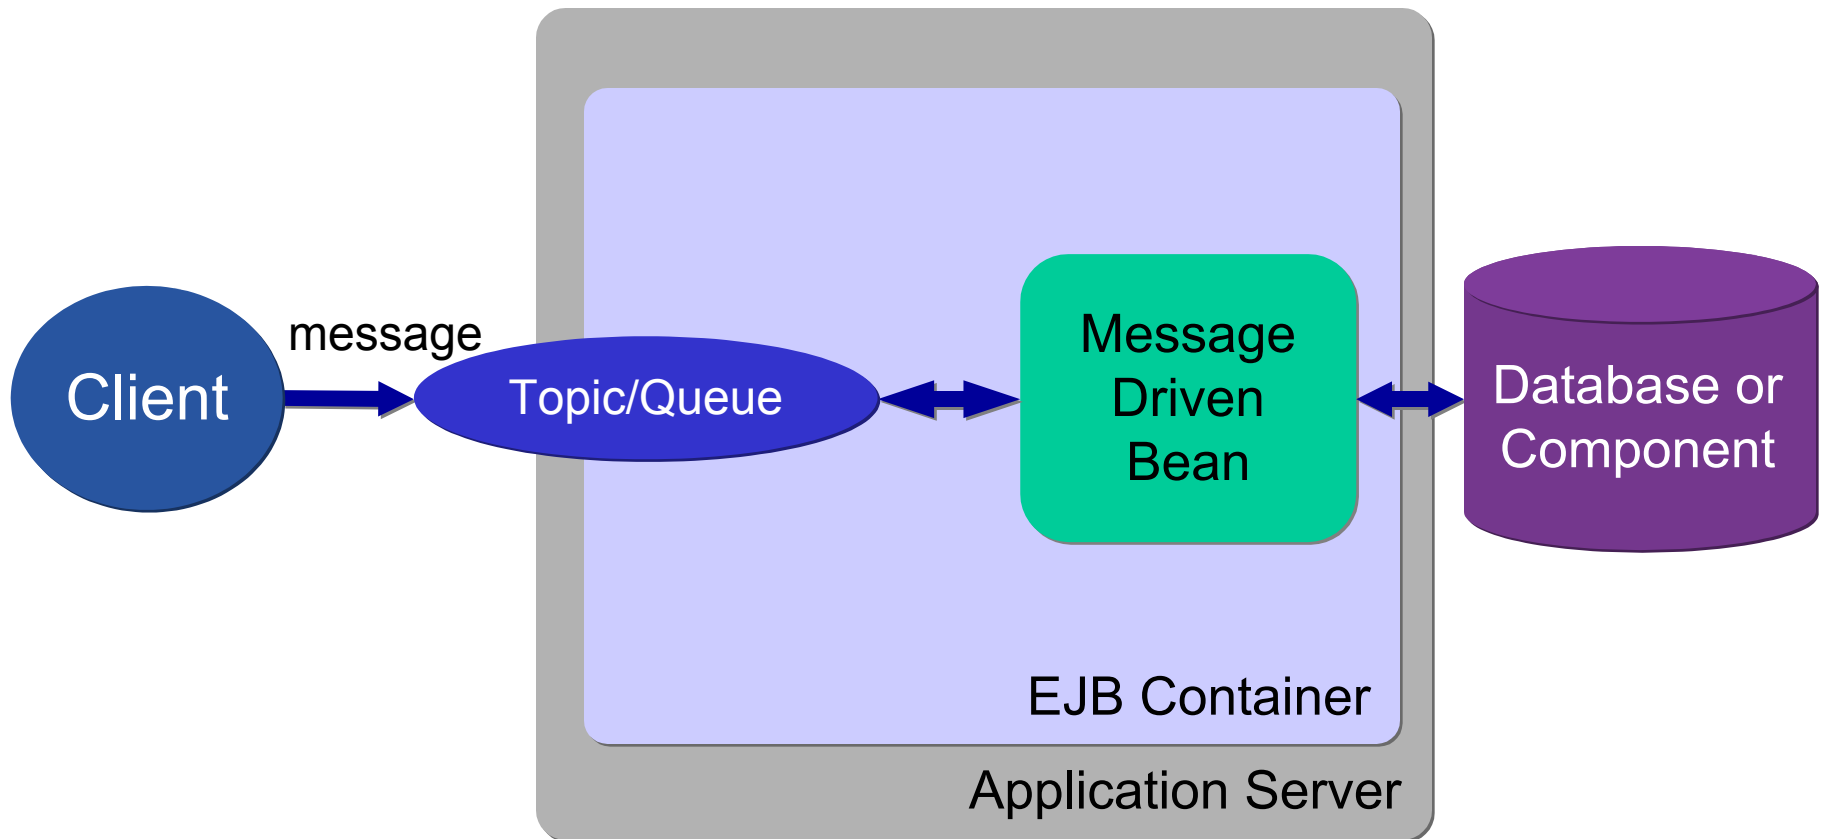 message
Client
Topic/Queue
Message
Driven
Bean
Database or
Component
EJB Container
Application Server